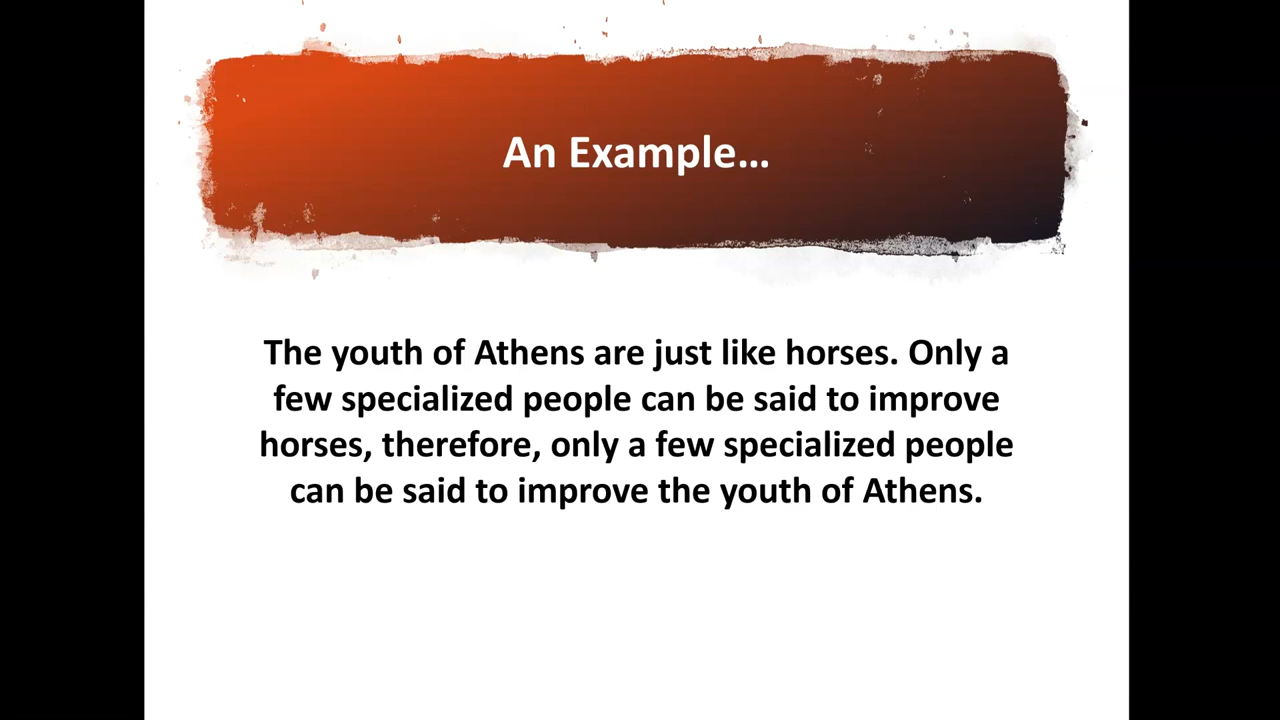 An Example…
The youth of Athens are just like horses. Only a
few specialized people can be said to improve
horses, therefore, only a few specialized people
can be said to improve the youth of Athens.